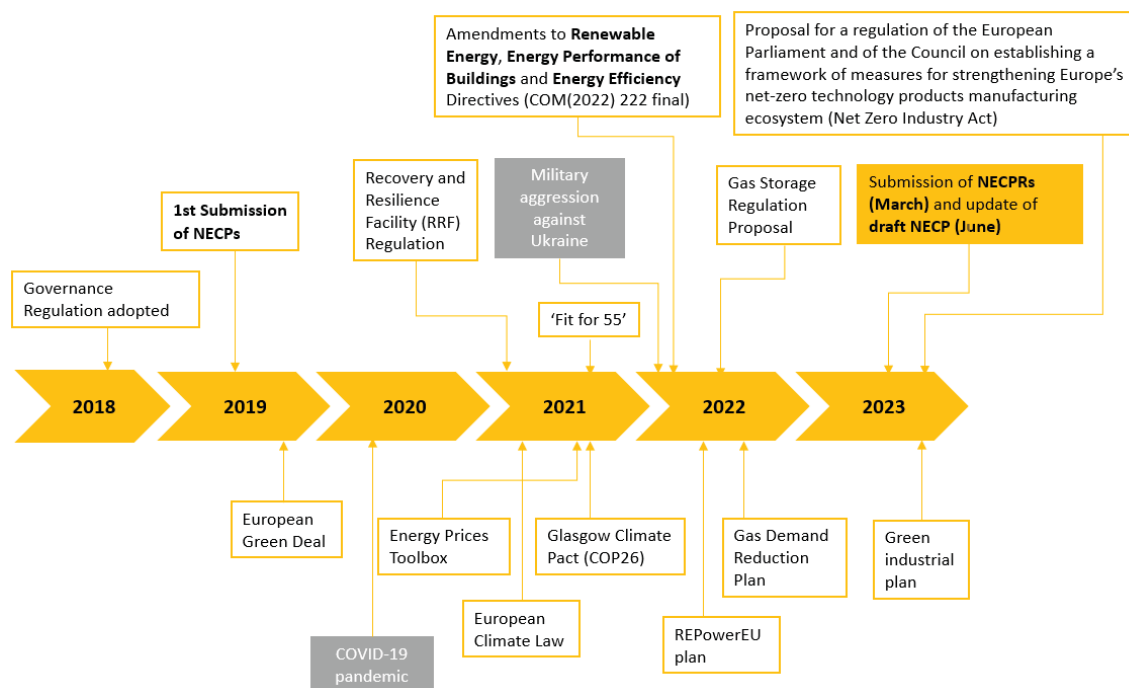 Amendments to Renewable
Energy, Energy Performance of
Buildings and Energy Efficiency
Directives (COM(2022) 222 final)
Proposal for a regulation of the European
Parliament and of the Council on establishing a
framework of measures for strengthening Europe's
net-zero technology products manufacturing
ecosystem (Net Zero Industry Act)
1st Submission
of NECPs
Recovery and
Resilience
Facility (RRF)
Regulation
Military
aggression
against
Ukraine
Gas Storage
Regulation
Proposal
Submission of NECPRs
(March) and update of
draft NECP (June)
Governance
Regulation adopted
'Fit for 55'
2018
2019
2020
2021
2022
2023
European
Green Deal
Energy Prices
Toolbox
Glasgow Climate
Pact (COP26)
Gas Demand
Reduction
Plan
Green
industrial
plan
European
Climate Law
REPowerEU
plan
COVID-19
pandemic